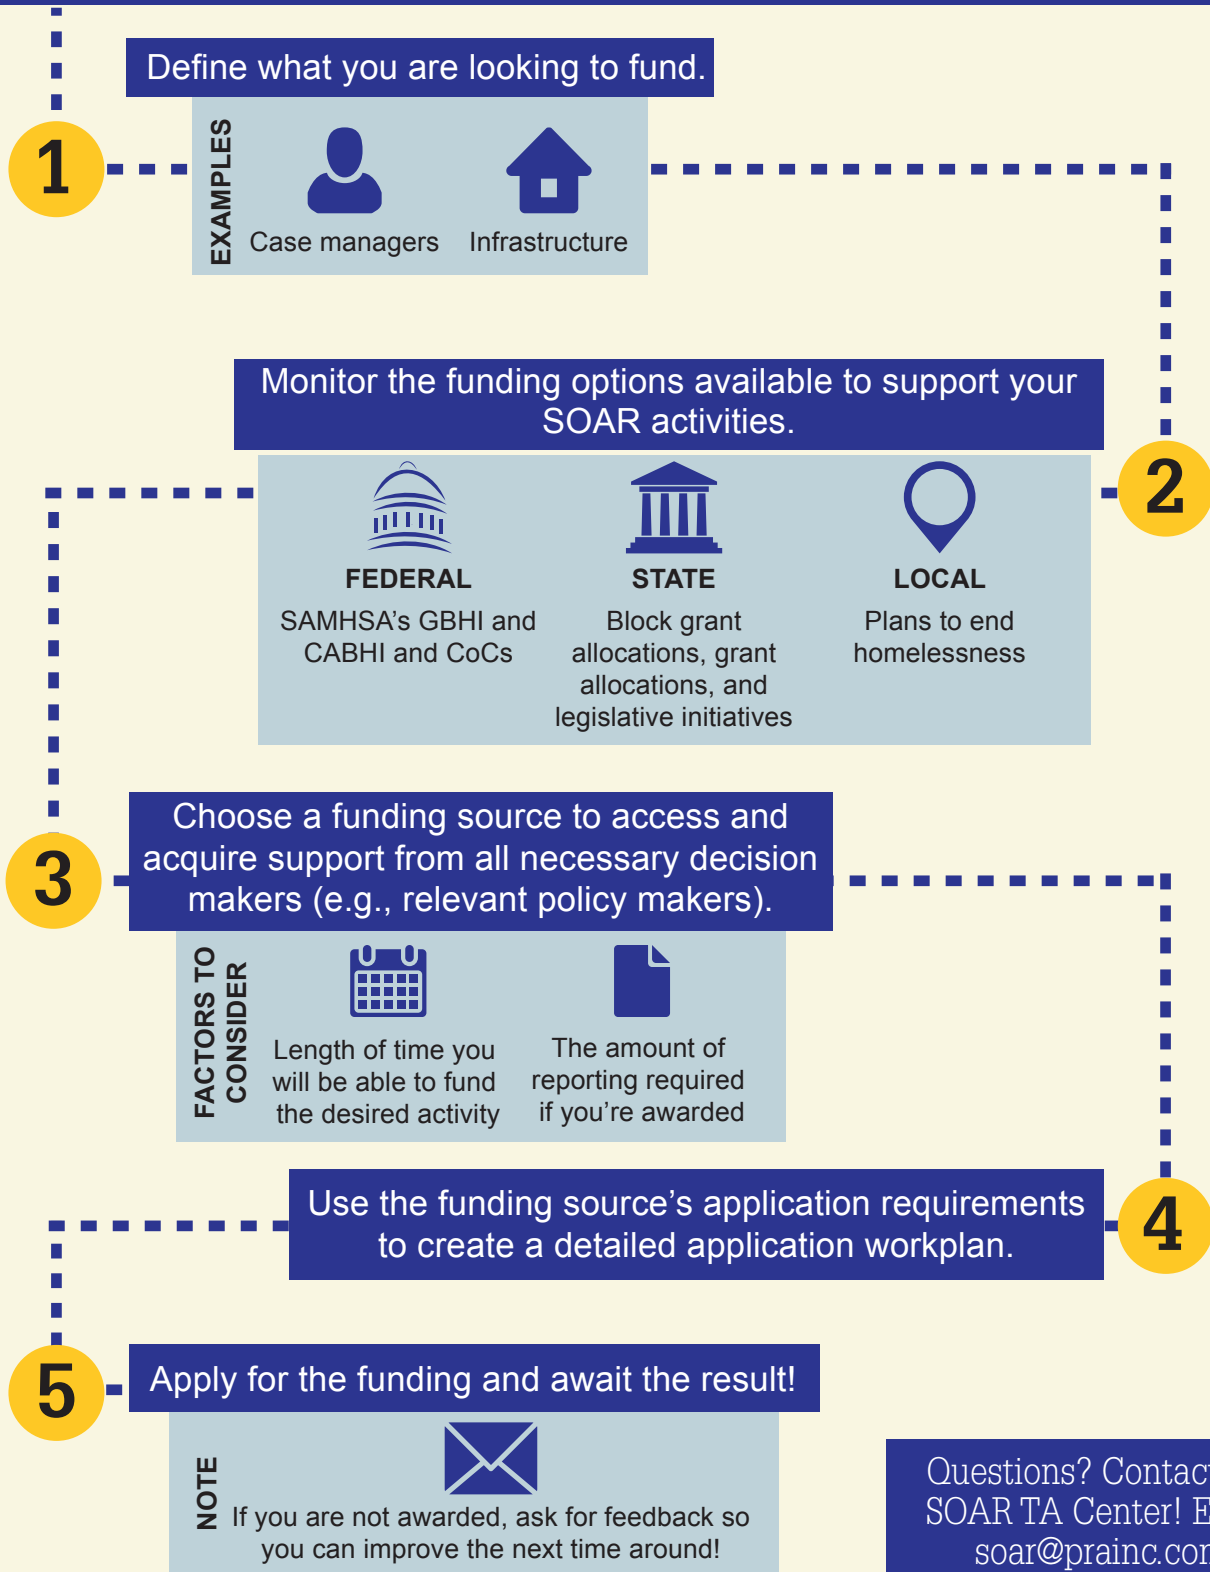 Define what you are looking to fund.
1
EXAMPLES
Case managers
Infrastructure
Monitor the funding options available to support your
SOAR activities.
2
FEDERAL
SAMHSA's GBHI and
CABHI and CoCs
STATE
Block grant
allocations, grant
allocations, and
legislative initiatives
LOCAL
Plans to end
homelessness
3
Choose a funding source to access and
acquire support from all necessary decision
makers (e.g., relevant policy makers).
FACTORS TO
CONSIDER
Length of time you
will be able to fund
the desired activity
The amount of
reporting required
if you're awarded
4
Use the funding source's application requirements
to create a detailed application workplan.
5
Apply for the funding and await the result!
NOTE
If you are not awarded, ask for feedback so
you can improve the next time around!
Questions? Contact
SOAR TA Center!
soar@prainc.com